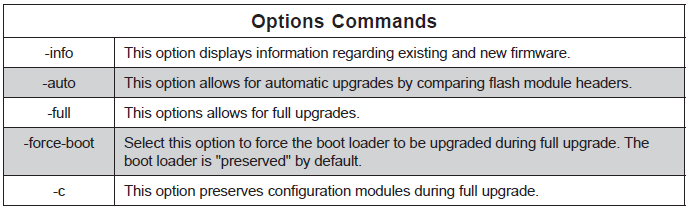 Options Commands
-info This option displays information regarding existing and new firmware.
-auto This option allows for automatic upgrades by comparing flash module headers.
-full This options allows for full upgrades.
-force-boot Select this option to force the boot loader to be upgraded during full upgrade. The
boot loader is "preserved" by default.
-c This option preserves configuration modules during full upgrade.